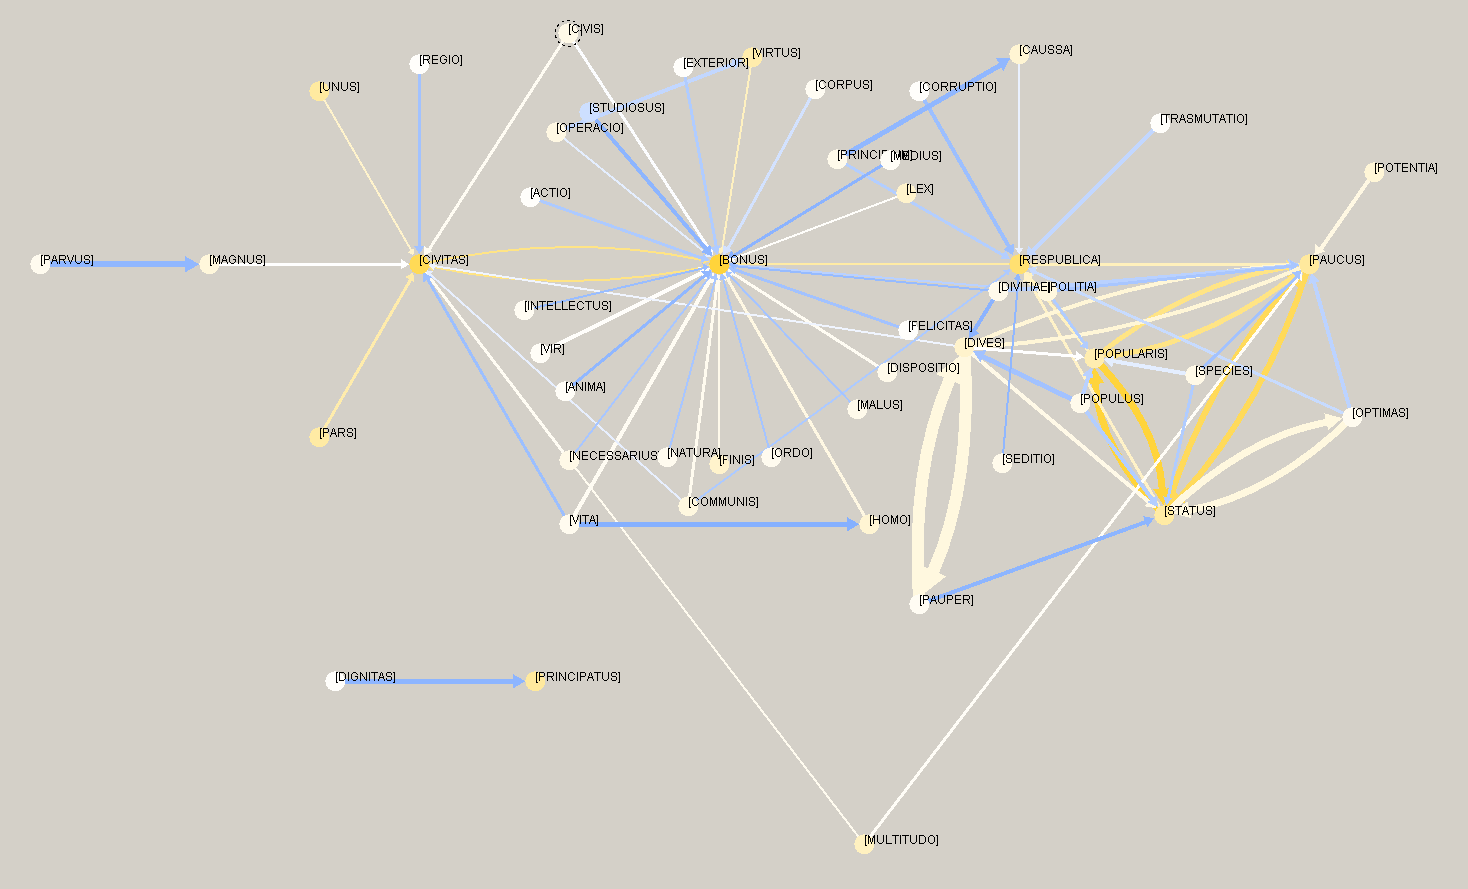 [CIVIS]
[CAUSSA]
[VIRTUS]
[REGIO]
[EXTERIOR]
[UNUS]
[CORPUS]
[CORRUPTIO]
[STUDIOSUS]
[TRASMUTATIO]
[OPERACIO]
[MEDIUS]
[POTENTIA]
[ACTIO]
[LEX]
[PARVUS]
[MAGNUS]
[CIVITAS]
[BONUS]
[RESPUBLICA]
[PAUCUS]
[DIVITIAE]
[POLITIA]
[INTELLECTUS]
[FELICITAS]
[DIVES]
[VIR]
[POPULARIS]
[DISPOSITIO]
[SPECIES]
[ANIMA]
[POPULUS]
[MALUS]
[OPTIMAS]
[PARS]
[NECESSARIUS]
[NATURA]
[FINIS]
[ORDO]
[SEDITIO]
[COMMUNIS]
[STATUS]
[VITA]
[HOMO]
[PAUPER]
[DIGNITAS]
[PRINCIPATUS]
[MULTITUDO]